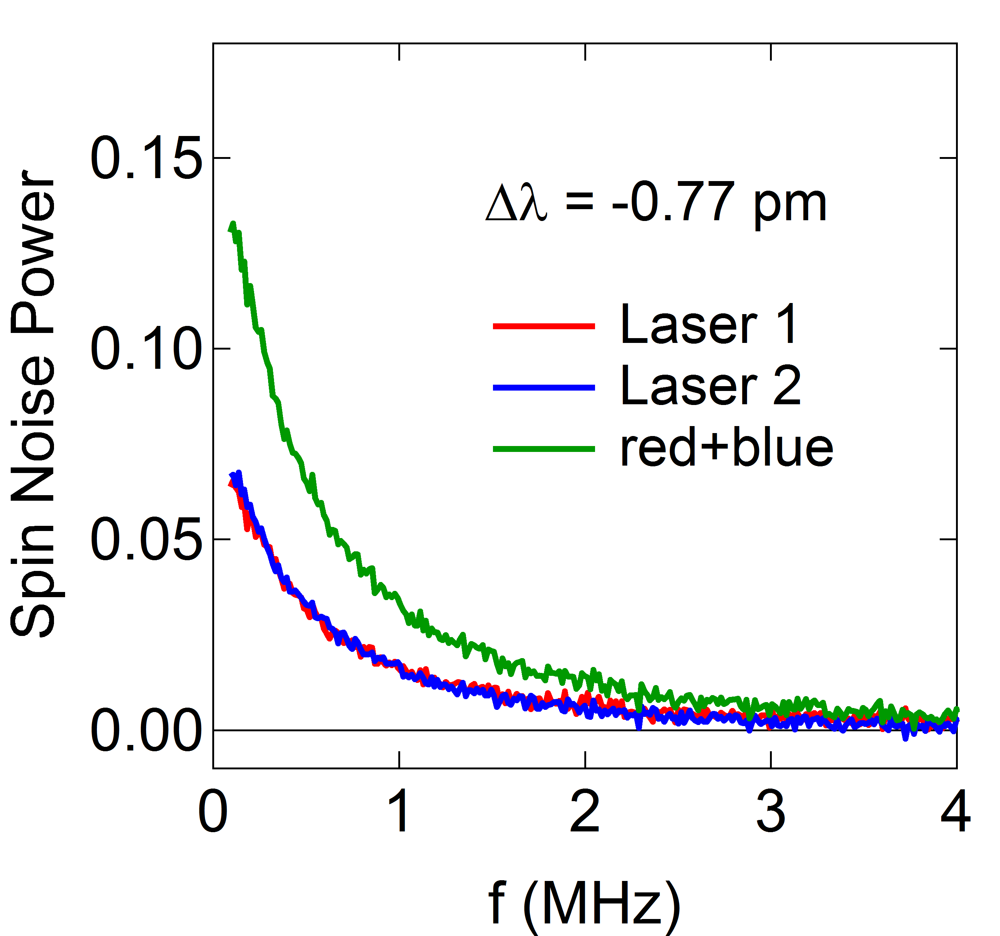 Spin Noise Power
0.15
0.10
0.05
0.00
Δλ = -0.77 pm
Laser 1
Laser 2
red+blue
0 1 2 3 4
f (MHz)